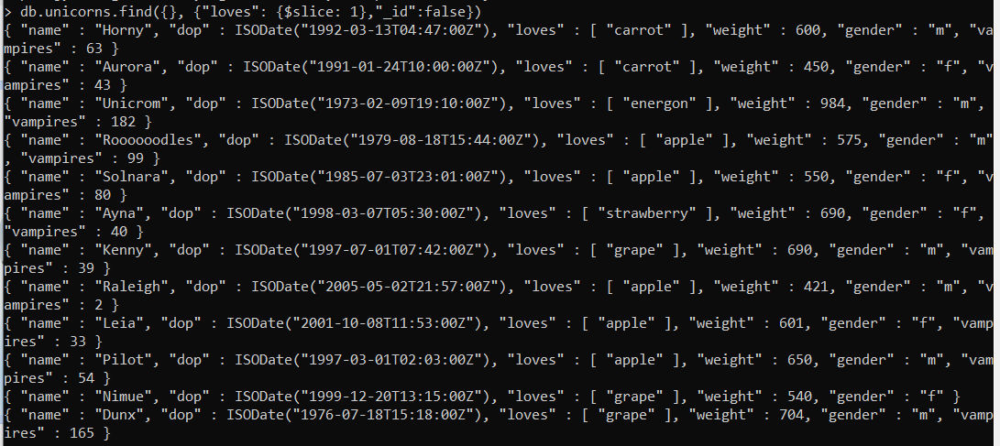 > db.unicorns.find({}, {"loves": {$slice: 1},"_id":false})
{ "name" : "Horny", "dop" : ISODate("1992-03-13T04:47:00Z"), "loves" : [ "carrot" ], "weight" : 600, "gender" : "m", "va
mpires" : 63 }
{ "name" : "Aurora", "dop" : ISODate("1991-01-24T10:00:00Z"), "loves" : [ "carrot" ], "weight" : 450, "gender" : "f", "v
ampires" : 43 }
{ "name" : "Unicrom", "dop" : ISODate("1973-02-09T19:10:00Z"), "loves" : [ "energon" ], "weight" : 984, "gender" : "m",
"vampires" : 182 }
{ "name" : "Roooooodles", "dop" : ISODate("1979-08-18T15:44:00Z"), "loves" : [ "apple" ], "weight" : 575, "gender" : "m"
, "vampires" : 99 }
{ "name" : "Solnara", "dop" : ISODate("1985-07-03T23:01:00Z"), "loves" : [ "apple" ], "weight" : 550, "gender" : "f", "v
ampires" : 80 }
{ "name" : "Ayna", "dop" : ISODate("1998-03-07T05:30:00Z"), "loves" : [ "strawberry" ], "weight" : 690, "gender" : "f",
"vampires" : 40 }
{ "name" : "Kenny", "dop" : ISODate("1997-07-01T07:42:00Z"), "loves" : [ "grape" ], "weight" : 690, "gender" : "m", "vam
pires" : 39 }
{ "name" : "Raleigh", "dop" : ISODate("2005-05-02T21:57:00Z"), "loves" : [ "apple" ], "weight" : 421, "gender" : "m", "v
ampires" : 2 }
{ "name" : "Leia", "dop" : ISODate("2001-10-08T11:53:00Z"), "loves" : [ "apple" ], "weight" : 601, "gender" : "f", "vamp
ires" : 33 }
{ "name" : "Pilot", "dop" : ISODate("1997-03-01T02:03:00Z"), "loves" : [ "apple" ], "weight" : 650, "gender" : "m", "vam
pires" : 54 }
{ "name" : "Nimue", "dop" : ISODate("1999-12-20T13:15:00Z"), "loves" : [ "grape" ], "weight" : 540, "gender" : "f" }
{ "name" : "Dunx", "dop" : ISODate("1976-07-18T15:18:00Z"), "loves" : [ "grape" ], "weight" : 704, "gender" : "m", "vamp
ires" : 165 }